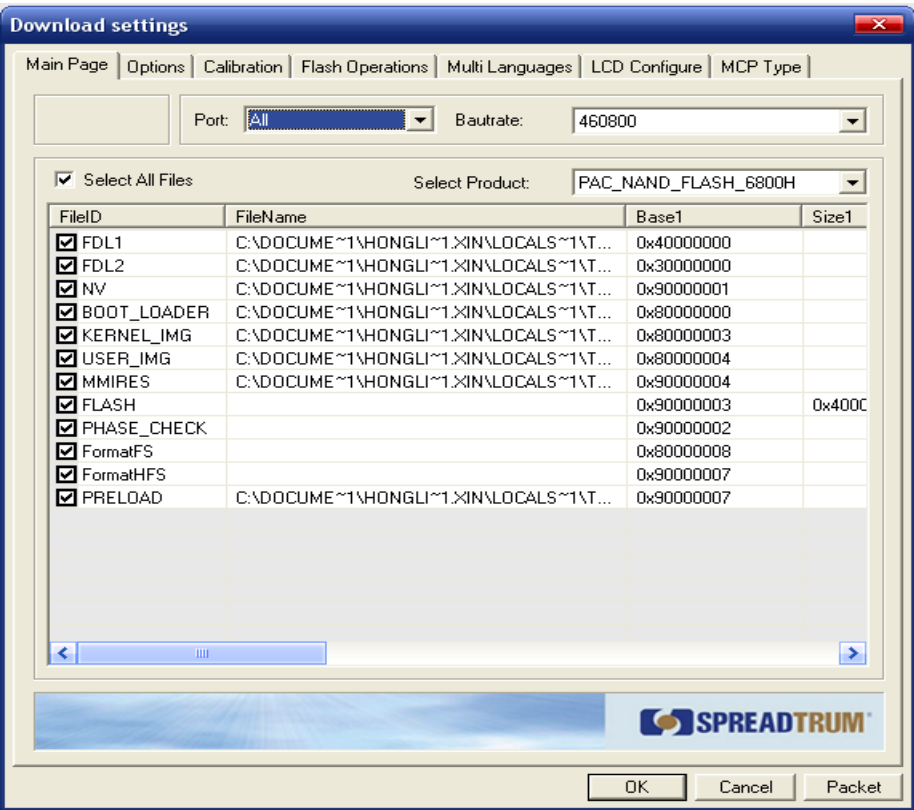 Download settings
Main Page Options Calibration Flash Operations Multi Languages LCD Configure MCP Type
Port: All Bautrate: 460800
Select All Files Select Product: PAC_NAND_FLASH_6800H
FileID FileName Base1 Size1
FDL1 C:\DOCUME~1\HONGLI~1.XIN\LOCALS~1\T... 0x40000000
FDL2 C:\DOCUME~1\HONGLI~1.XIN\LOCALS~1\T... 0x30000000
NV C:\DOCUME~1\HONGLI~1.XIN\LOCALS~1\T... 0x90000001
BOOT_LOADER C:\DOCUME~1\HONGLI~1.XIN\LOCALS~1\T... 0x80000000
KERNEL_IMG C:\DOCUME~1\HONGLI~1.XIN\LOCALS~1\T... 0x80000003
USER_IMG C:\DOCUME~1\HONGLI~1.XIN\LOCALS~1\T... 0x80000004
MMIRES C:\DOCUME~1\HONGLI~1.XIN\LOCALS~1\T... 0x90000004
FLASH 0x90000003 0x4000
PHASE_CHECK 0x90000002
FormatFS 0x80000008
FormatHFS 0x90000007
PRELOAD C:\DOCUME~1\HONGLI~1.XIN\LOCALS~1\T... 0x90000007
SPREADTRUM
OK Cancel Packet